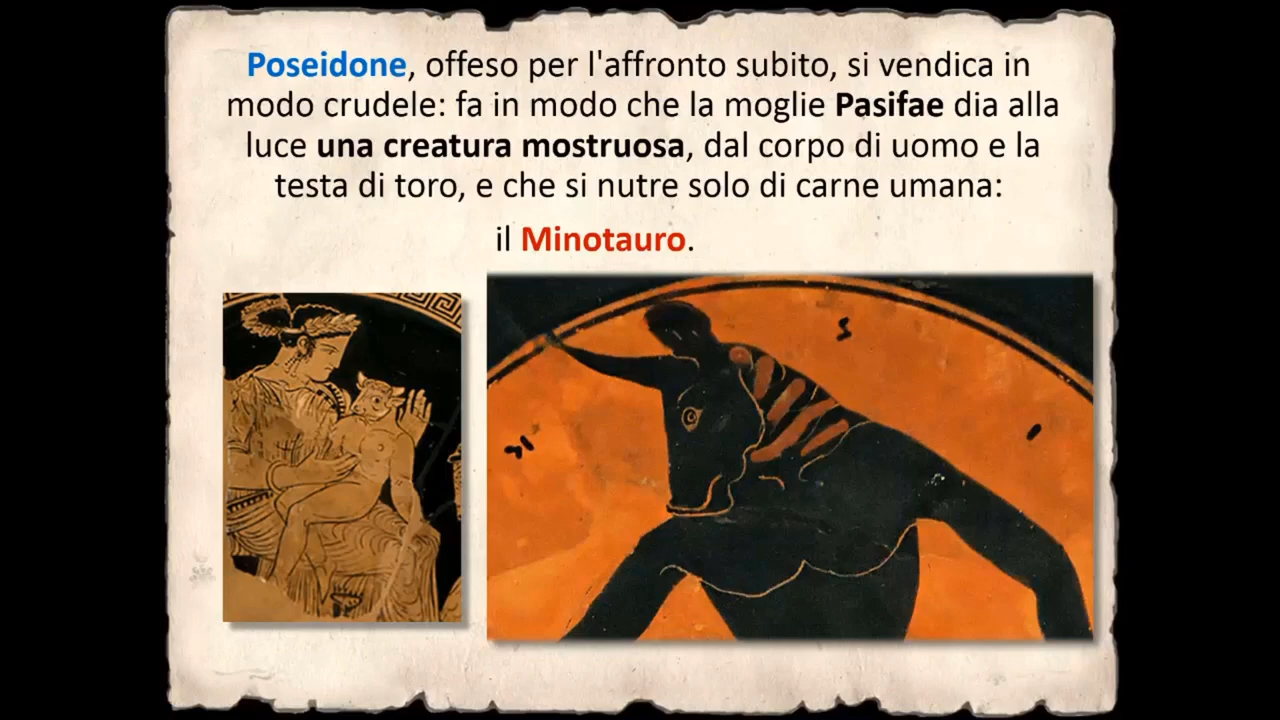 Poseidone, offeso per l'affronto subito, si vendica in
modo crudele: fa in modo che la moglie Pasifae dia alla
luce una creatura mostruosa, dal corpo di uomo e la
testa di toro, e che si nutre solo di carne umana:
il Minotauro.